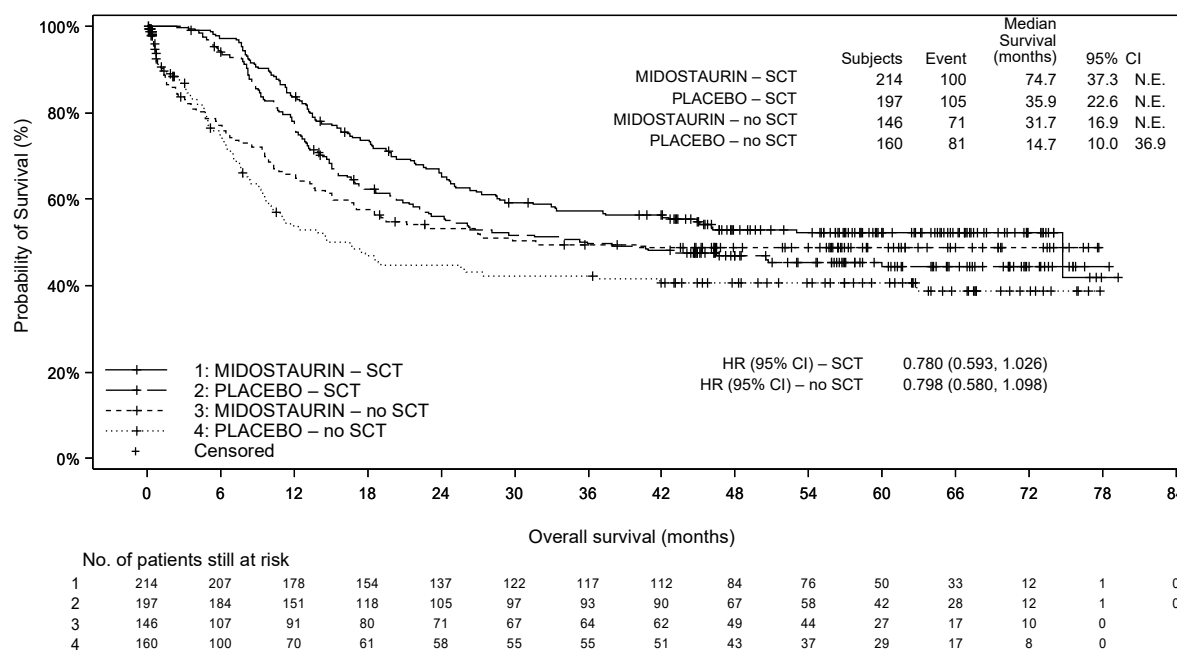 Median
Survival
Subjects Event (months) 95% CI
MIDOSTAURIN – SCT 214 100 74.7 37.3 N.E.
PLACEBO – SCT 197 105 35.9 22.6 N.E.
MIDOSTAURIN – no SCT 146 71 31.7 16.9 N.E.
PLACEBO – no SCT 160 81 14.7 10.0 36.9
Probability of Survival (%)
100%
80%
60%
40%
20%
0%
HR (95% CI) – SCT 0.780 (0.593, 1.026)
HR (95% CI) – no SCT 0.798 (0.580, 1.098)
1: MIDOSTAURIN – SCT
2: PLACEBO – SCT
3: MIDOSTAURIN – no SCT
4: PLACEBO – no SCT
+ Censored
0 6 12 18 24 30 36 42 48 54 60 66 72 78 84
Overall survival (months)
No. of patients still at risk
1 214 207 178 154 137 122 117 112 84 76 50 33 12 1 0
2 197 184 151 118 105 97 93 90 67 58 42 28 12 1 0
3 146 107 91 80 71 67 64 62 49 44 27 17 10 0
4 160 100 70 61 58 55 55 51 43 37 29 17 8 0